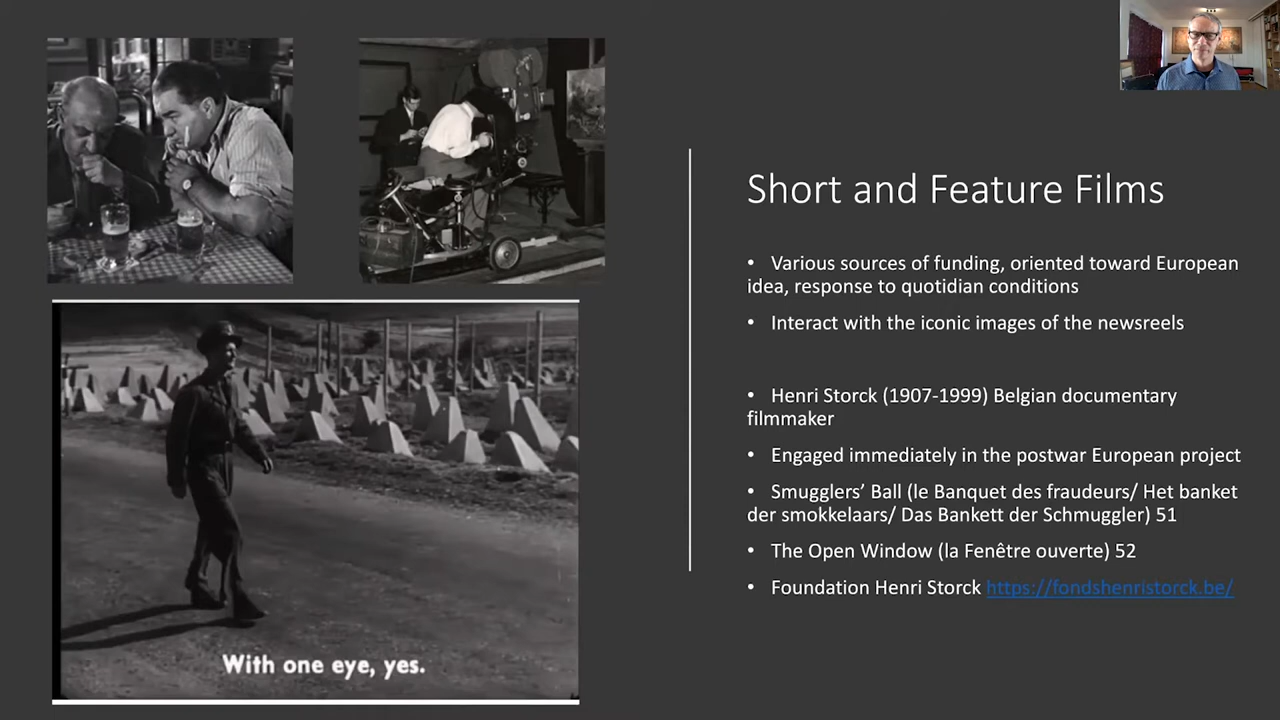 Short and Feature Films
• Various sources of funding, oriented toward European
idea, response to quotidian conditions
• Interact with the iconic images of the newsreels
• Henri Storck (1907-1999) Belgian documentary
filmmaker
• Engaged immediately in the postwar European project
• Smugglers’ Ball (le Banquet des fraudeurs/ Het banket
der smokkelaars/ Das Bankett der Schmuggler) 51
• The Open Window (la Fenêtre ouverte) 52
• Foundation Henri Storck https://fondshenristorck.be/
With one eye, yes.